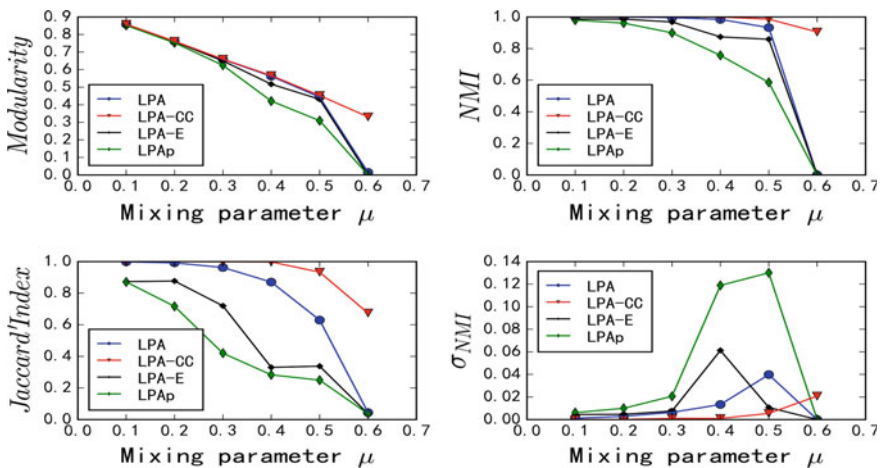 Modularity
0.9
0.8
0.7
0.6
0.5
0.4
0.3
0.2
0.1
0.0
LPA
LPA-CC
LPA-E
LPAp
0.0 0.1 0.2 0.3 0.4 0.5 0.6 0.7
Mixing parameter μ
NMI
1.0
0.8
0.6
0.4
0.2
0.0
LPA
LPA-CC
LPA-E
LPAp
0.0 0.1 0.2 0.3 0.4 0.5 0.6 0.7
Mixing parameter μ
Jaccard'Index
1.0
0.8
0.6
0.4
0.2
0.0
LPA
LPA-CC
LPA-E
LPAp
0.0 0.1 0.2 0.3 0.4 0.5 0.6 0.7
Mixing parameter μ
σNMI
0.14
0.12
0.10
0.08
0.06
0.04
0.02
0.00
LPA
LPA-CC
LPA-E
LPAp
0.0 0.1 0.2 0.3 0.4 0.5 0.6 0.7
Mixing parameter μ